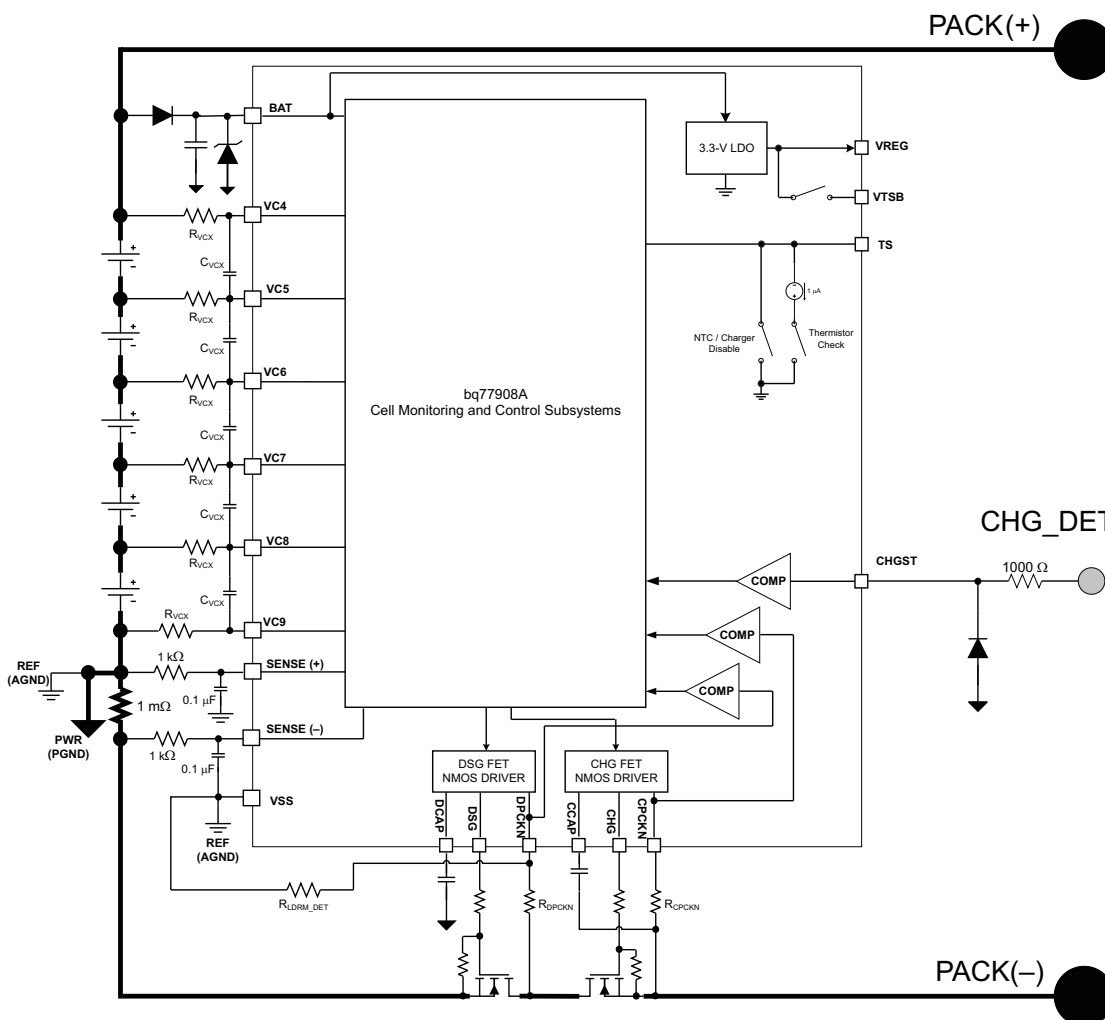 PACK(+)
BAT
3.3-V LDO
VREG
VTSB
VC4
RVCX
TS
+
–
CVCX
1 µA
–
+
VC5
RVCX
NTC / Charger
Disable
Thermistor
Check
+
–
CVCX
VC6
RVCX
bq77908A
Cell Monitoring and Control Subsystems
+
–
CVCX
VC7
RVCX
+
–
CVCX
VC8
RVCX
CHG_DET
CHGST
1000 Ω
COMP
+
–
CVCX
RVCX
VC9
COMP
REF
(AGND)
1 kΩ
SENSE (+)
COMP
0.1 µF
1 mΩ
PWR
(PGND)
SENSE (–)
1 kΩ
0.1 µF
DSG FET
NMOS DRIVER
CHG FET
NMOS DRIVER
VSS
DCAP
DSG
DPCKN
CCAP
CHG
CPCKN
REF
(AGND)
RLDRM_DET
RDPCKN
RCPCKN
PACK(–)